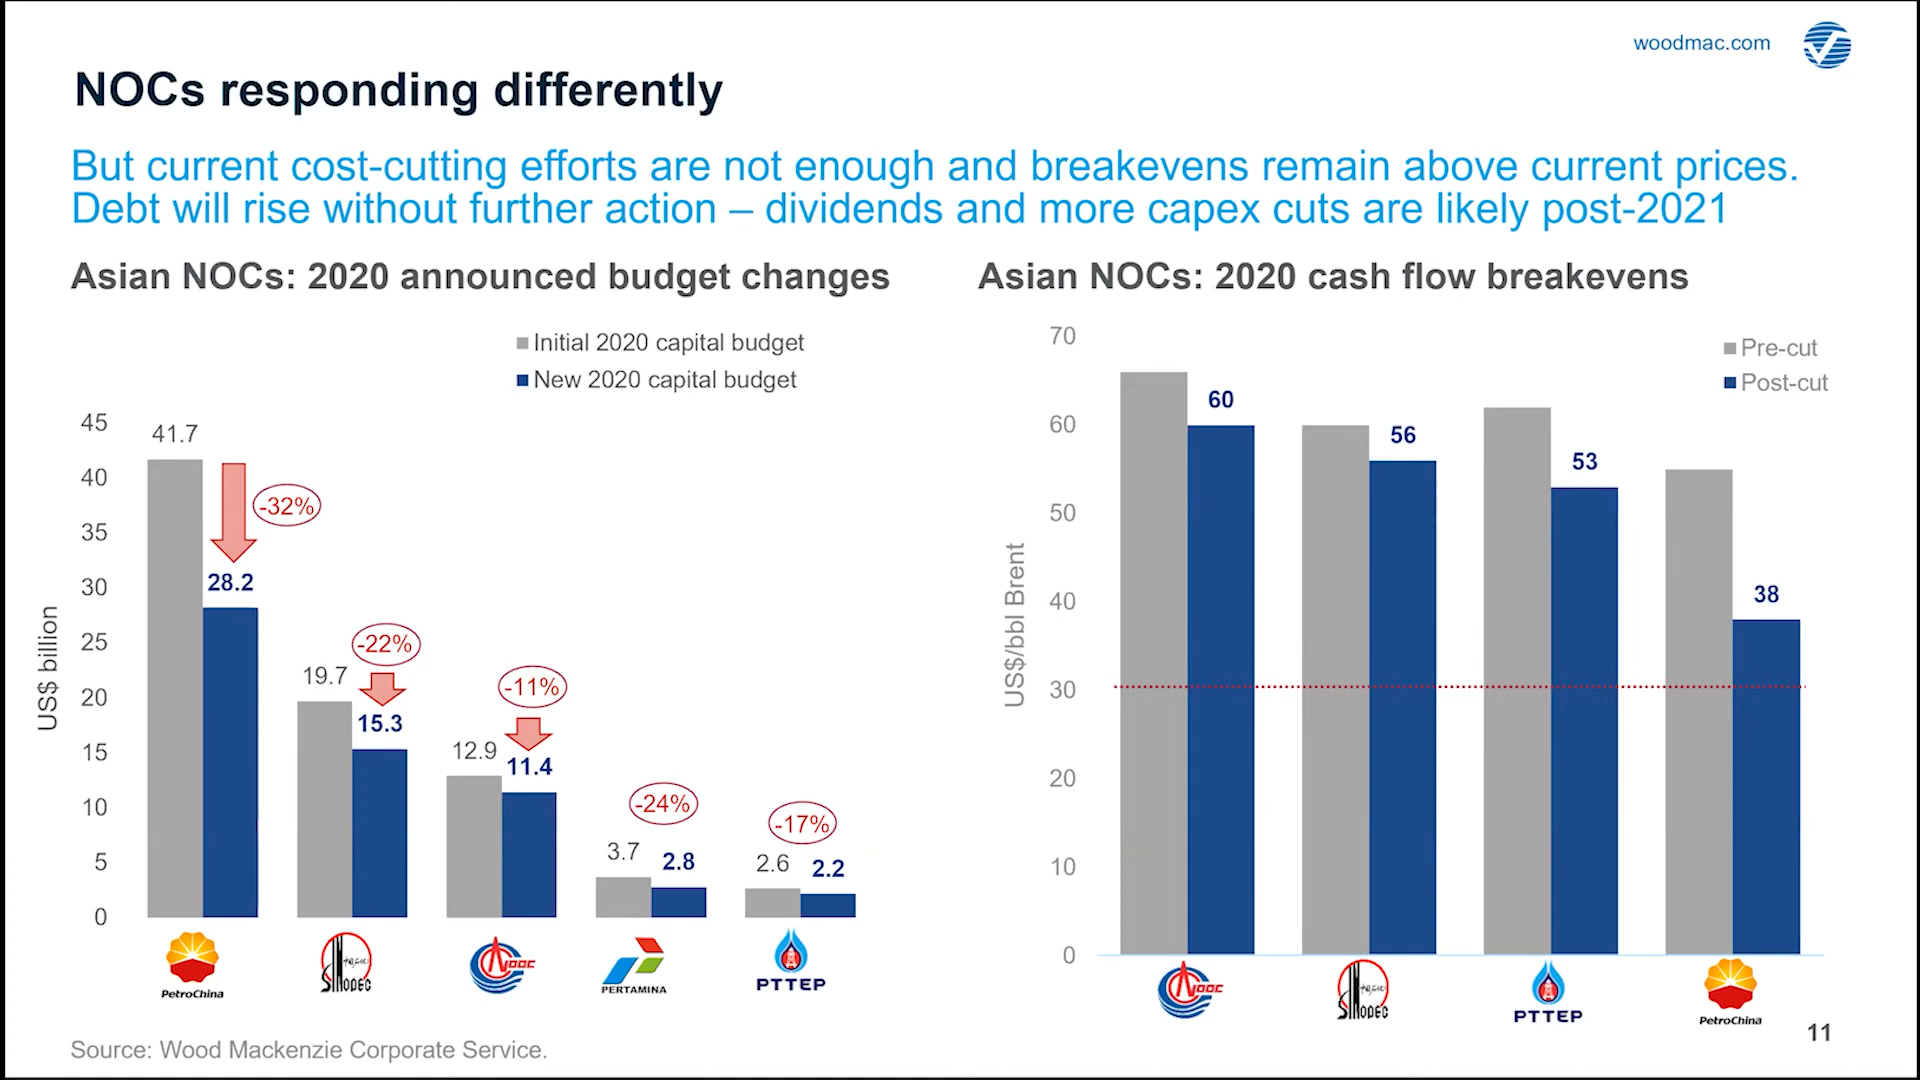 woodmac.com
NOCs responding differently
But current cost-cutting efforts are not enough and breakevens remain above current prices.
Debt will rise without further action – dividends and more capex cuts are likely post-2021
Asian NOCs: 2020 announced budget changes
Initial 2020 capital budget
New 2020 capital budget
US$ billion
45
40
35
30
25
20
15
10
5
0
41.7
-32%
28.2
19.7
-22%
15.3
12.9
-11%
11.4
3.7
-24%
2.8
2.6
-17%
2.2
PetroChina
SINOPEC
CNOOC
PERTAMINA
PTTEP
Asian NOCs: 2020 cash flow breakevens
Pre-cut
Post-cut
US$/bbl Brent
70
60
50
40
30
20
10
0
60
56
53
38
CNOOC
SINOPEC
PTTEP
PetroChina
Source: Wood Mackenzie Corporate Service.
11